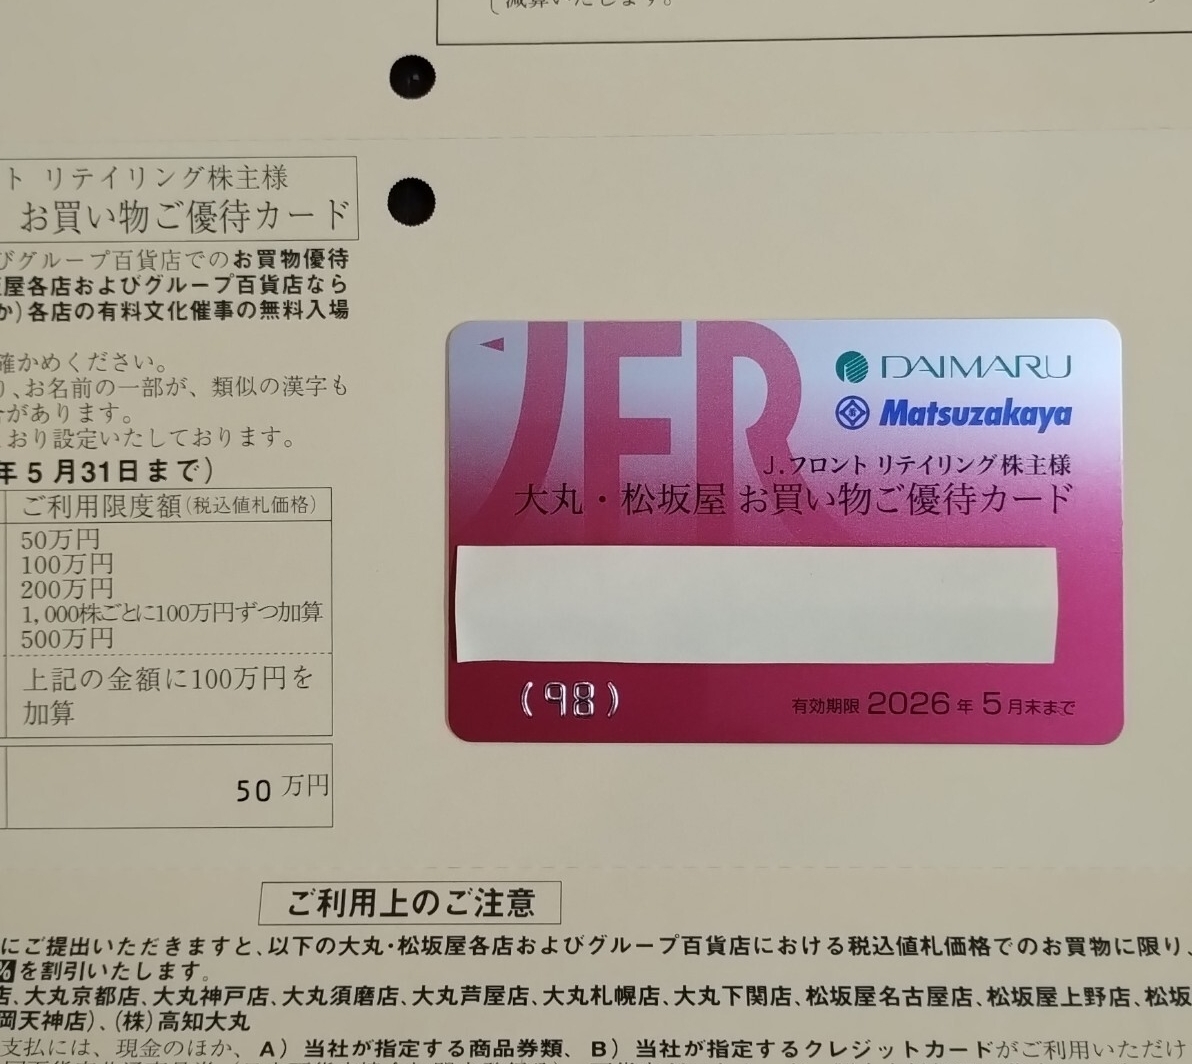 減算いたします。
ト リテイリング株主様
お買い物ご優待カード
びグループ百貨店でのお買物優待
屋各店およびグループ百貨店なら
か)各店の有料文化催事の無料入場
確かめください。
り、お名前の一部が、類似の漢字も
合があります。
おり設定いたしております。
年5月31日まで)
ご利用限度額(税込値札価格)
50万円
100万円
200万円
1,000株ごとに100万円ずつ加算
500万円
上記の金額に100万円を
加算
50万円
JFR
DAIMARU
Matsuzakaya
J.フロント リテイリング株主様
大丸・松坂屋 お買い物ご優待カード
(98)
有効期限 2026年5月末まで
ご利用上のご注意
にご提出いただきますと、以下の大丸・松坂屋各店およびグループ百貨店における税込値札価格でのお買物に限り、
%を割引いたします。
店、大丸京都店、大丸神戸店、大丸須磨店、大丸芦屋店、大丸札幌店、大丸下関店、松坂屋名古屋店、松坂屋上野店、松坂
岡天神店)、(株)高知大丸
支払には、現金のほか、A)当社が指定する商品券類、B)当社が指定するクレジットカードがご利用いただけ